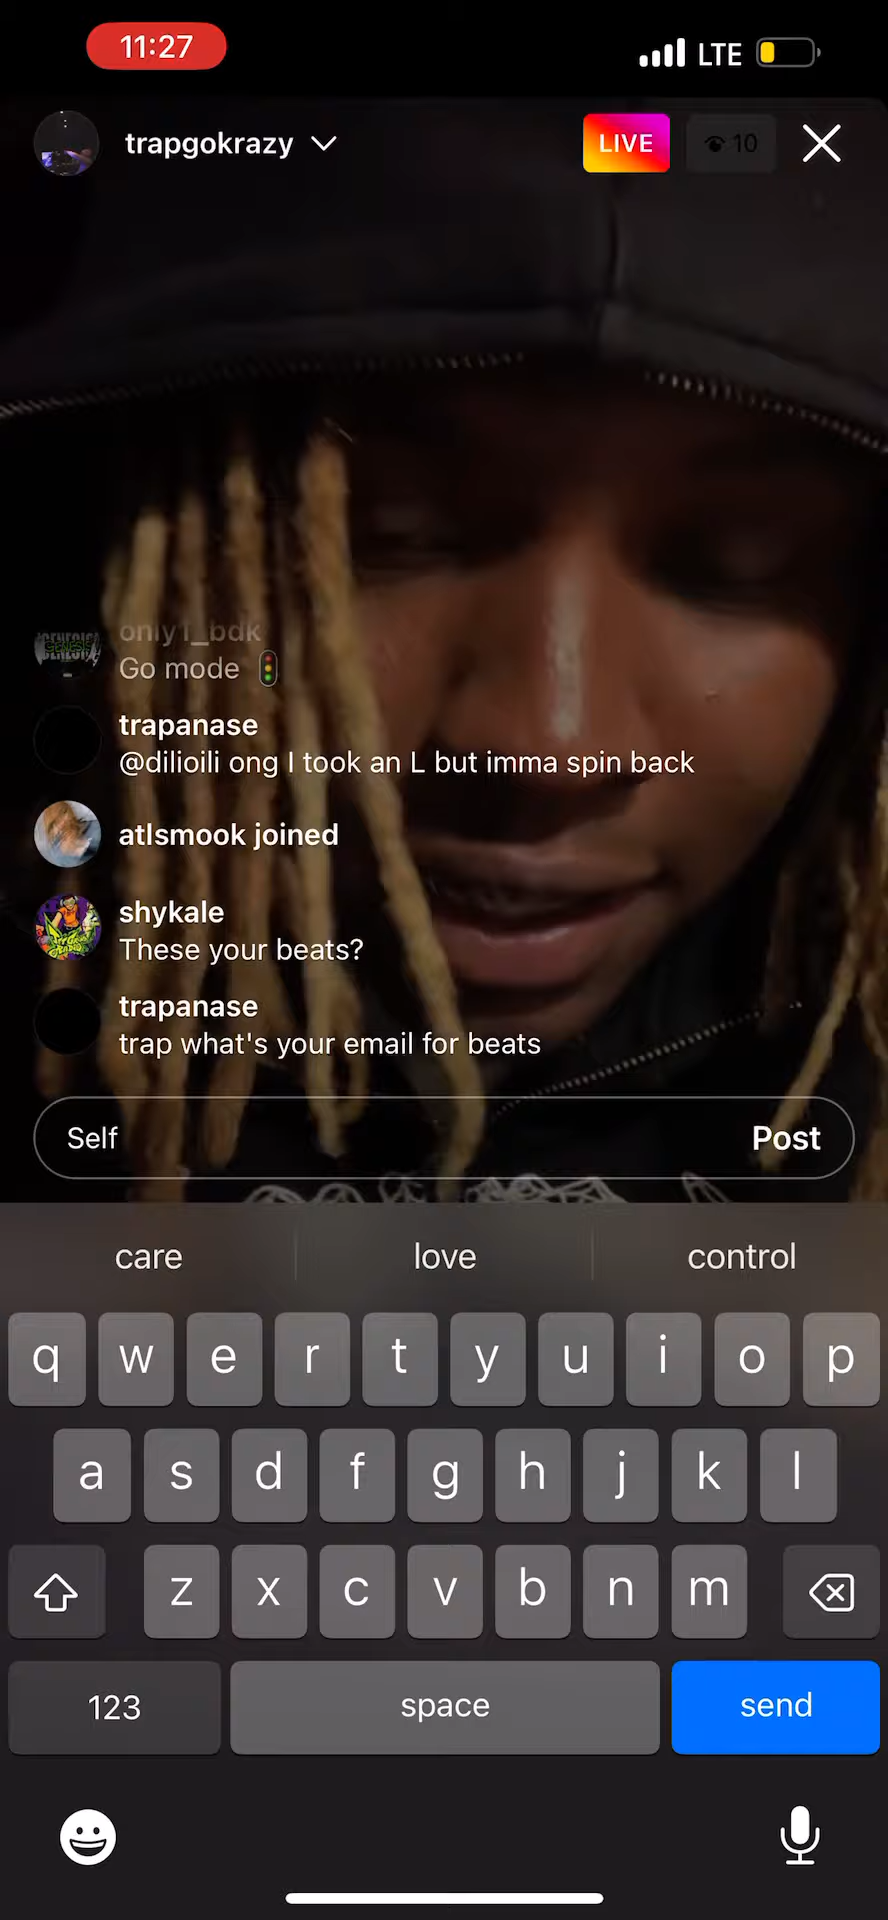 11:27
LTE
trapgokrazy
LIVE
10
only1_bdk
Go mode 🚦
GENESIS
trapanase
@dilioili ong I took an L but imma spin back
atlsmook joined
shykale
These your beats?
trapanase
trap what's your email for beats
Self
Post
care love control
q w e r t y u i o p
a s d f g h j k l
z x c v b n m
123 space send